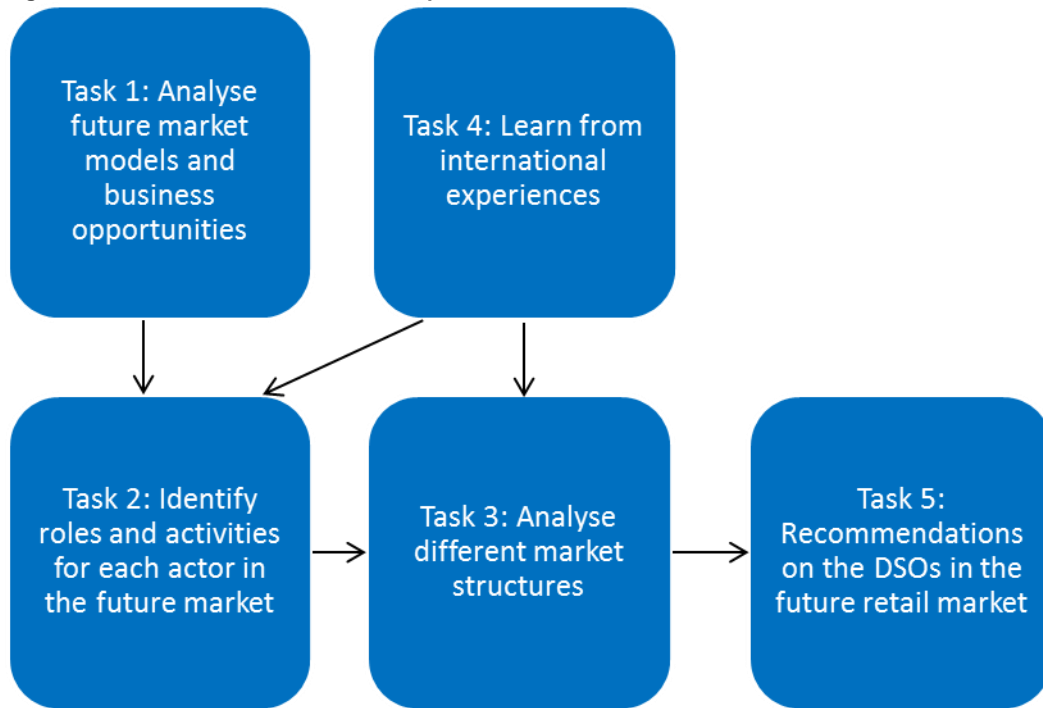 Task 1: Analyse
future market
models and
business
opportunities
Task 4: Learn from
international
experiences
Task 2: Identify
roles and activities
for each actor in
the future market
Task 3: Analyse
different market
structures
Task 5:
Recommendations
on the DSOs in the
future retail market